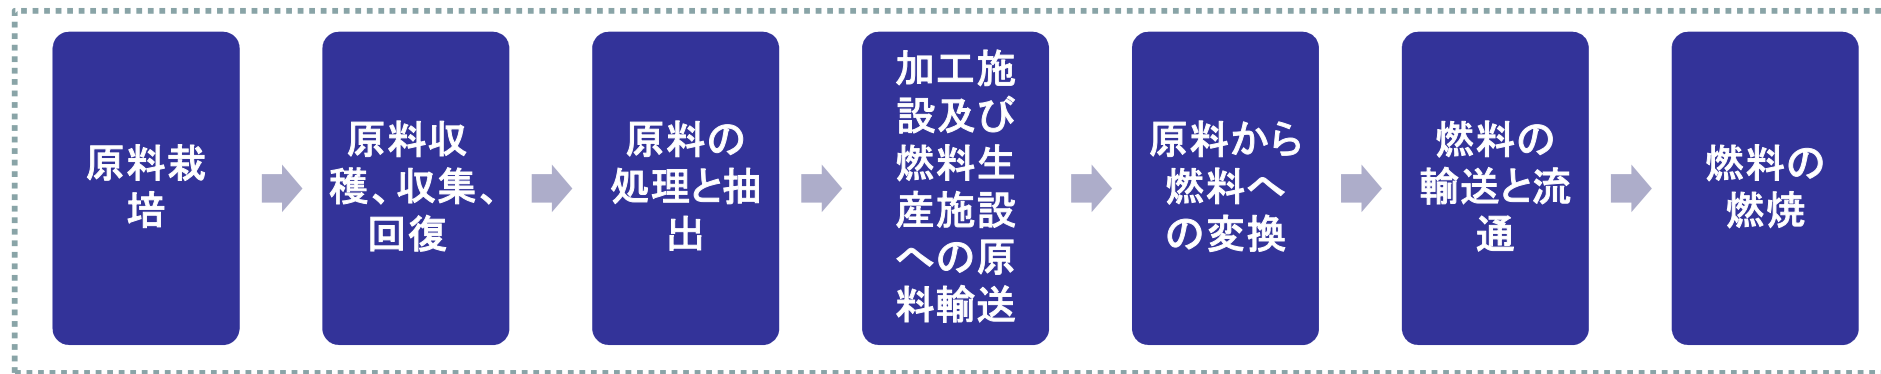 原料栽
培
原料収
穫、収集、
回復
原料の
処理と抽
出
加工施
設及び
燃料生
産施設
への原
料輸送
原料から
燃料へ
の変換
燃料の
輸送と流
通
燃料の
燃焼